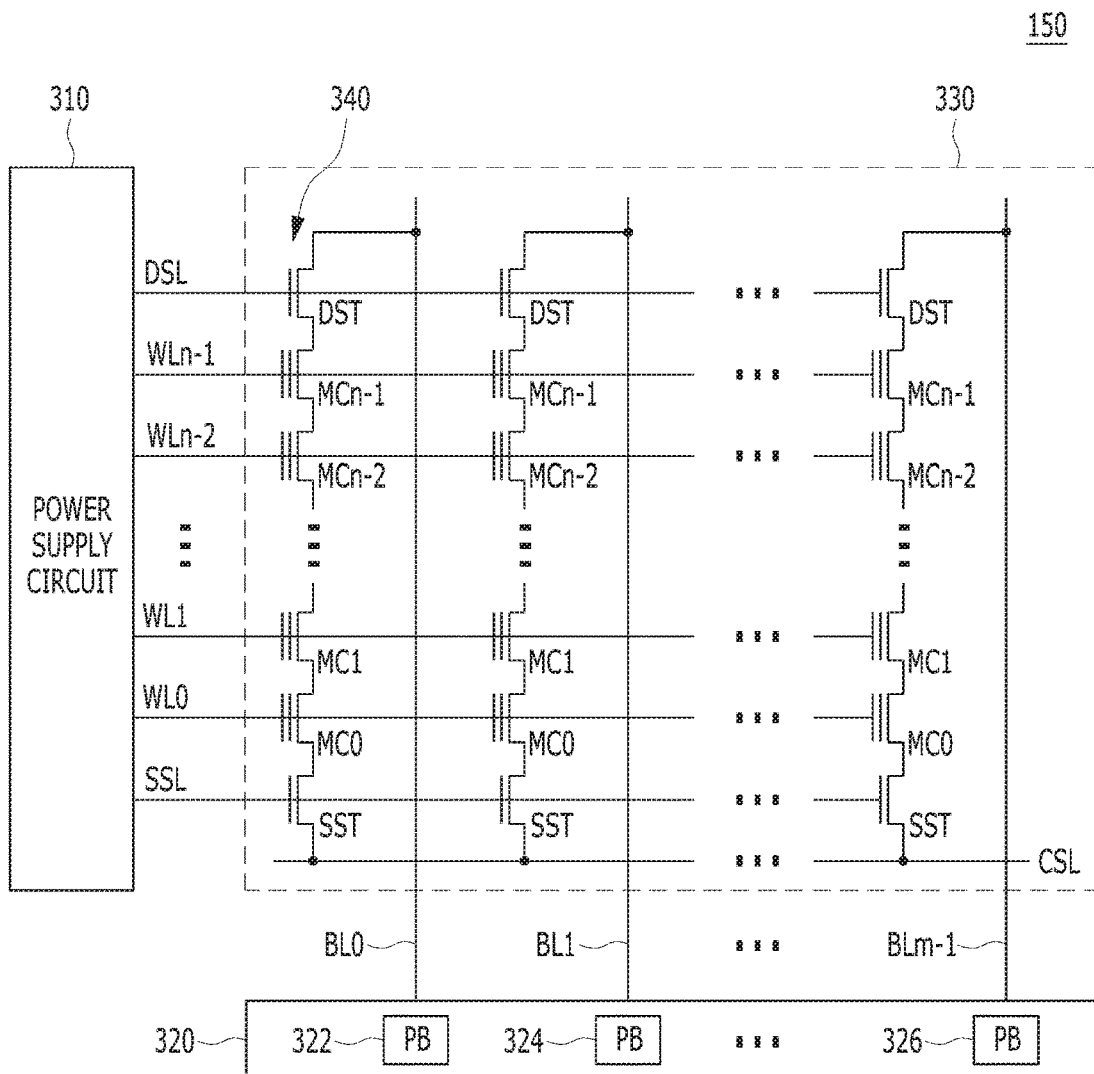 150
310
340
330
DSL
DST
DST
DST
WLn-1
MCn-1
MCn-1
MCn-1
WLn-2
MCn-2
MCn-2
MCn-2
POWER
SUPPLY
CIRCUIT
WL1
MC1
MC1
MC1
WL0
MC0
MC0
MC0
SSL
SST
SST
SST
CSL
BL0
BL1
BLm-1
320
322
PB
324
PB
326
PB